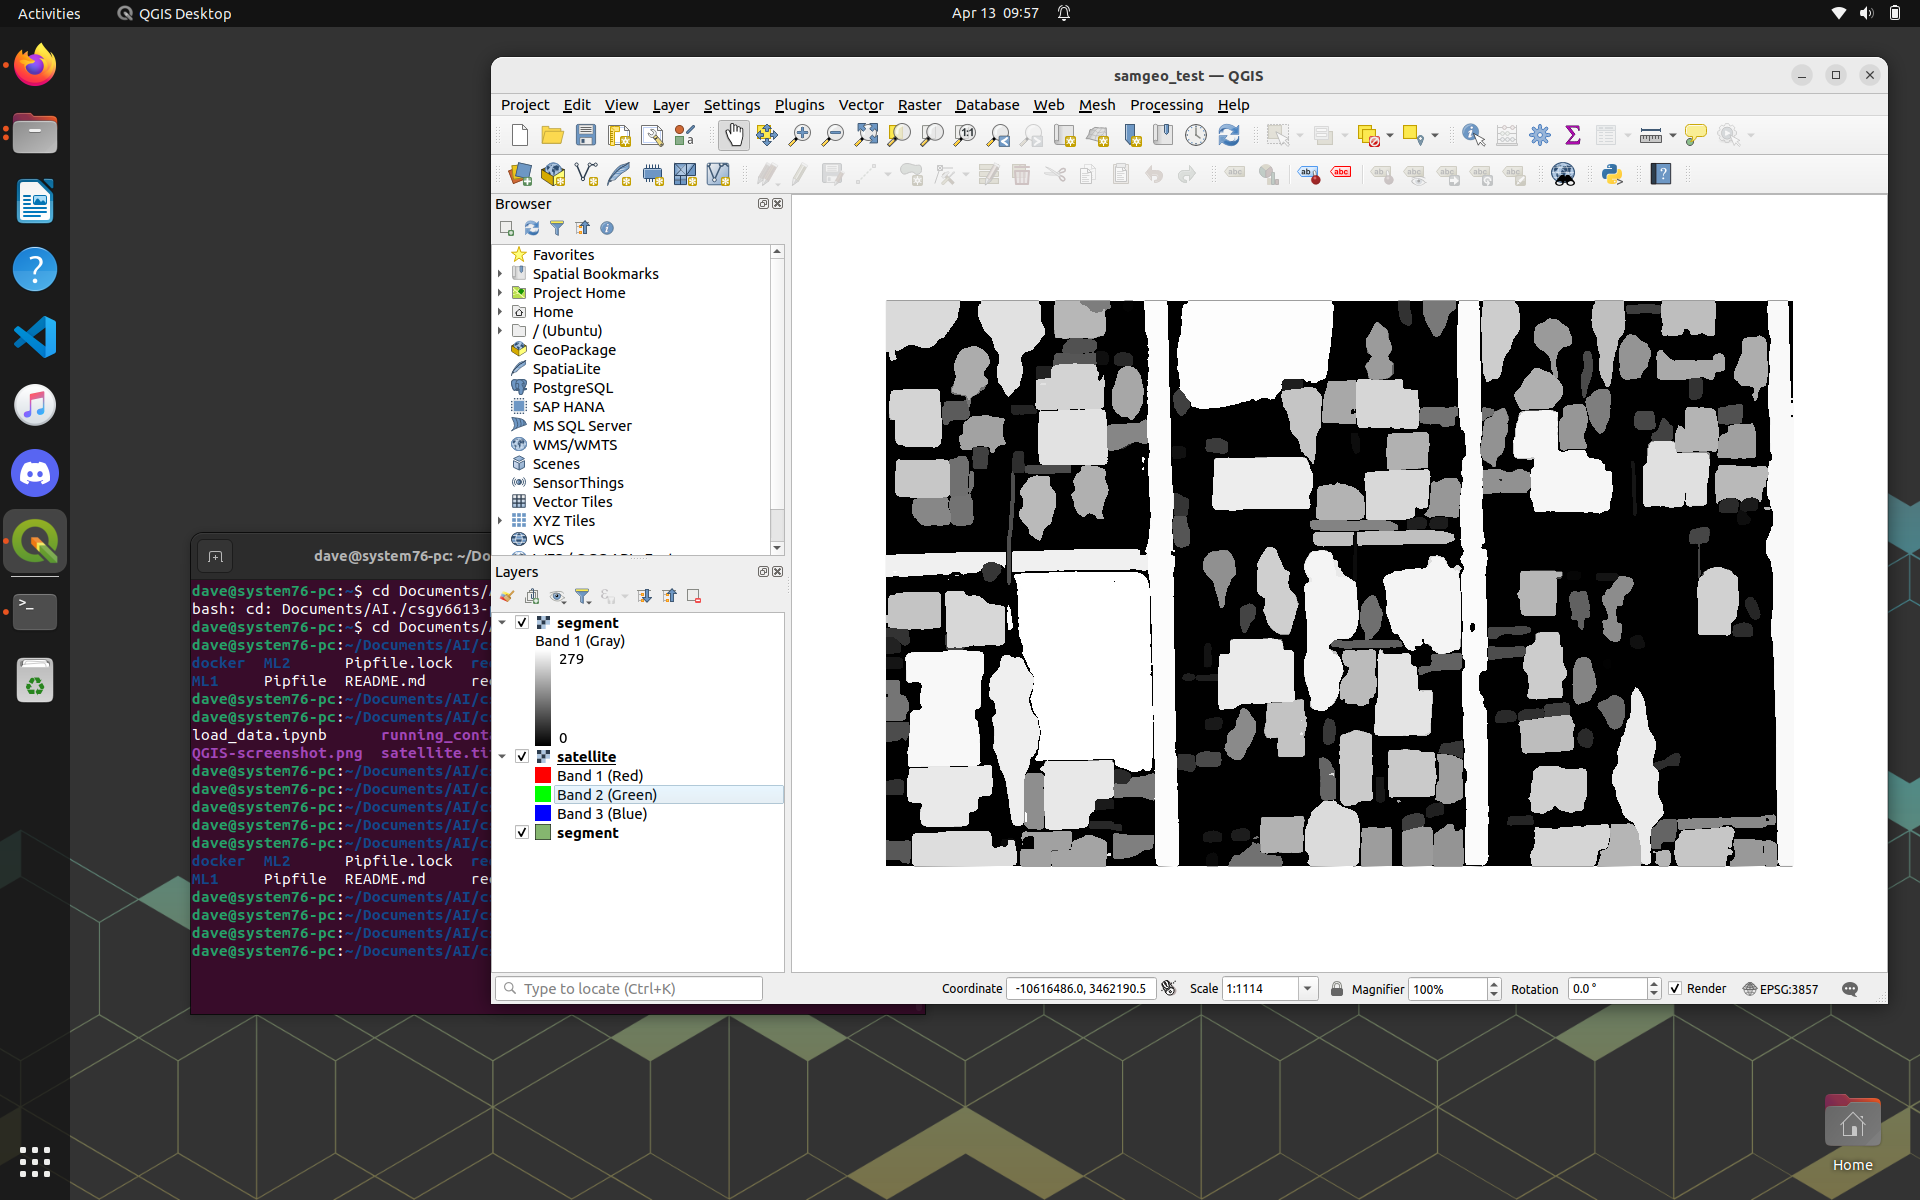 Activities
QGIS Desktop
Apr 13 09:57
samgeo_test — QGIS
Project Edit View Layer Settings Plugins Vector Raster Database Web Mesh Processing Help
Browser
Favorites
Spatial Bookmarks
Project Home
Home
/ (Ubuntu)
GeoPackage
SpatiaLite
PostgreSQL
SAP HANA
MS SQL Server
WMS/WMTS
Scenes
SensorThings
Vector Tiles
XYZ Tiles
WCS
Layers
segment
Band 1 (Gray)
279
0
satellite
Band 1 (Red)
Band 2 (Green)
Band 3 (Blue)
segment
Type to locate (Ctrl+K)
Coordinate -10616486.0, 3462190.5 Scale 1:1114 Magnifier 100% Rotation 0.0 ° Render EPSG:3857
dave@system76-pc: ~/Do
dave@system76-pc:~$ cd Documents/
bash: cd: Documents/AI./csgy6613-
dave@system76-pc:~$ cd Documents/
dave@system76-pc:~/Documents/AI/c
docker ML2 Pipfile.lock re
ML1 Pipfile README.md re
dave@system76-pc:~/Documents/AI/c
dave@system76-pc:~/Documents/AI/c
load_data.ipynb running_cont
QGIS-screenshot.png satellite.ti
dave@system76-pc:~/Documents/AI/c
dave@system76-pc:~/Documents/AI/c
dave@system76-pc:~/Documents/AI/c
dave@system76-pc:~/Documents/AI/c
dave@system76-pc:~/Documents/AI/c
docker ML2 Pipfile.lock re
ML1 Pipfile README.md re
dave@system76-pc:~/Documents/AI/c
dave@system76-pc:~/Documents/AI/c
dave@system76-pc:~/Documents/AI/c
dave@system76-pc:~/Documents/AI/c
Home